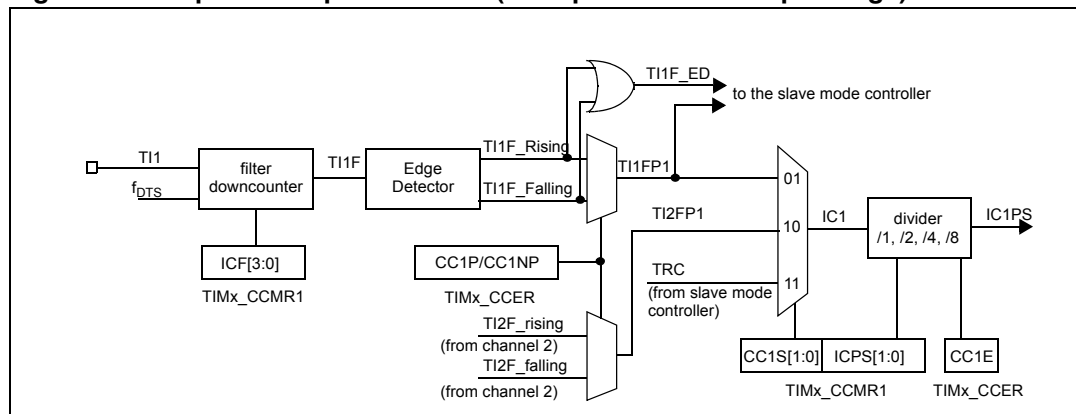 TI1F_ED
to the slave mode controller
TI1
f_DTS
filter
downcounter
TI1F
Edge
Detector
TI1F_Rising
TI1F_Falling
TI1FP1
TI2FP1
01
10
11
IC1
divider
/1, /2, /4, /8
IC1PS
ICF[3:0]
TIMx_CCMR1
CC1P/CC1NP
TIMx_CCER
TRC
(from slave mode
controller)
TI2F_rising
(from channel 2)
TI2F_falling
(from channel 2)
CC1S[1:0]
ICPS[1:0]
CC1E
TIMx_CCMR1
TIMx_CCER